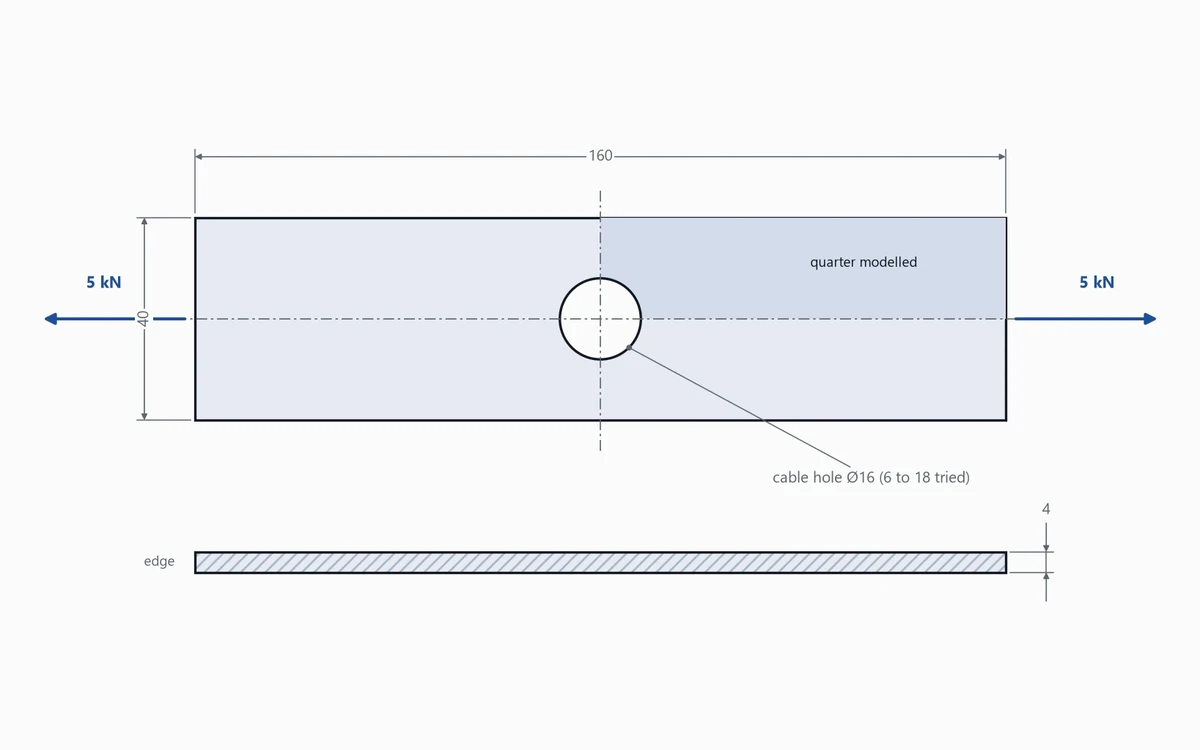 160
quarter modelled
5 kN
5 kN
40
cable hole Ø16 (6 to 18 tried)
4
edge